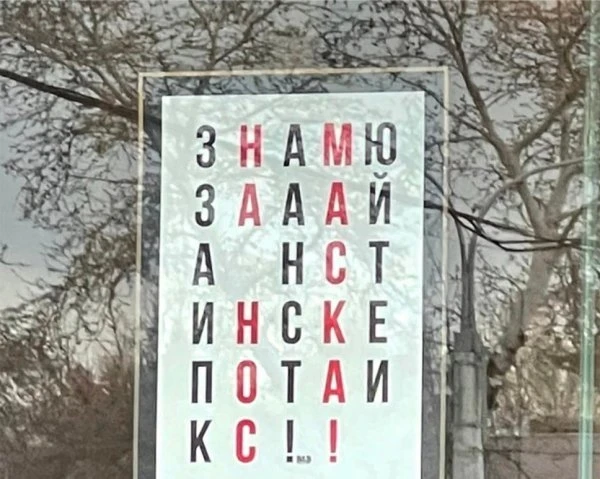 З Н А М Ю
З А А А Й
А Н С Т
И Н С К Е
П О Т А И
К С ! !